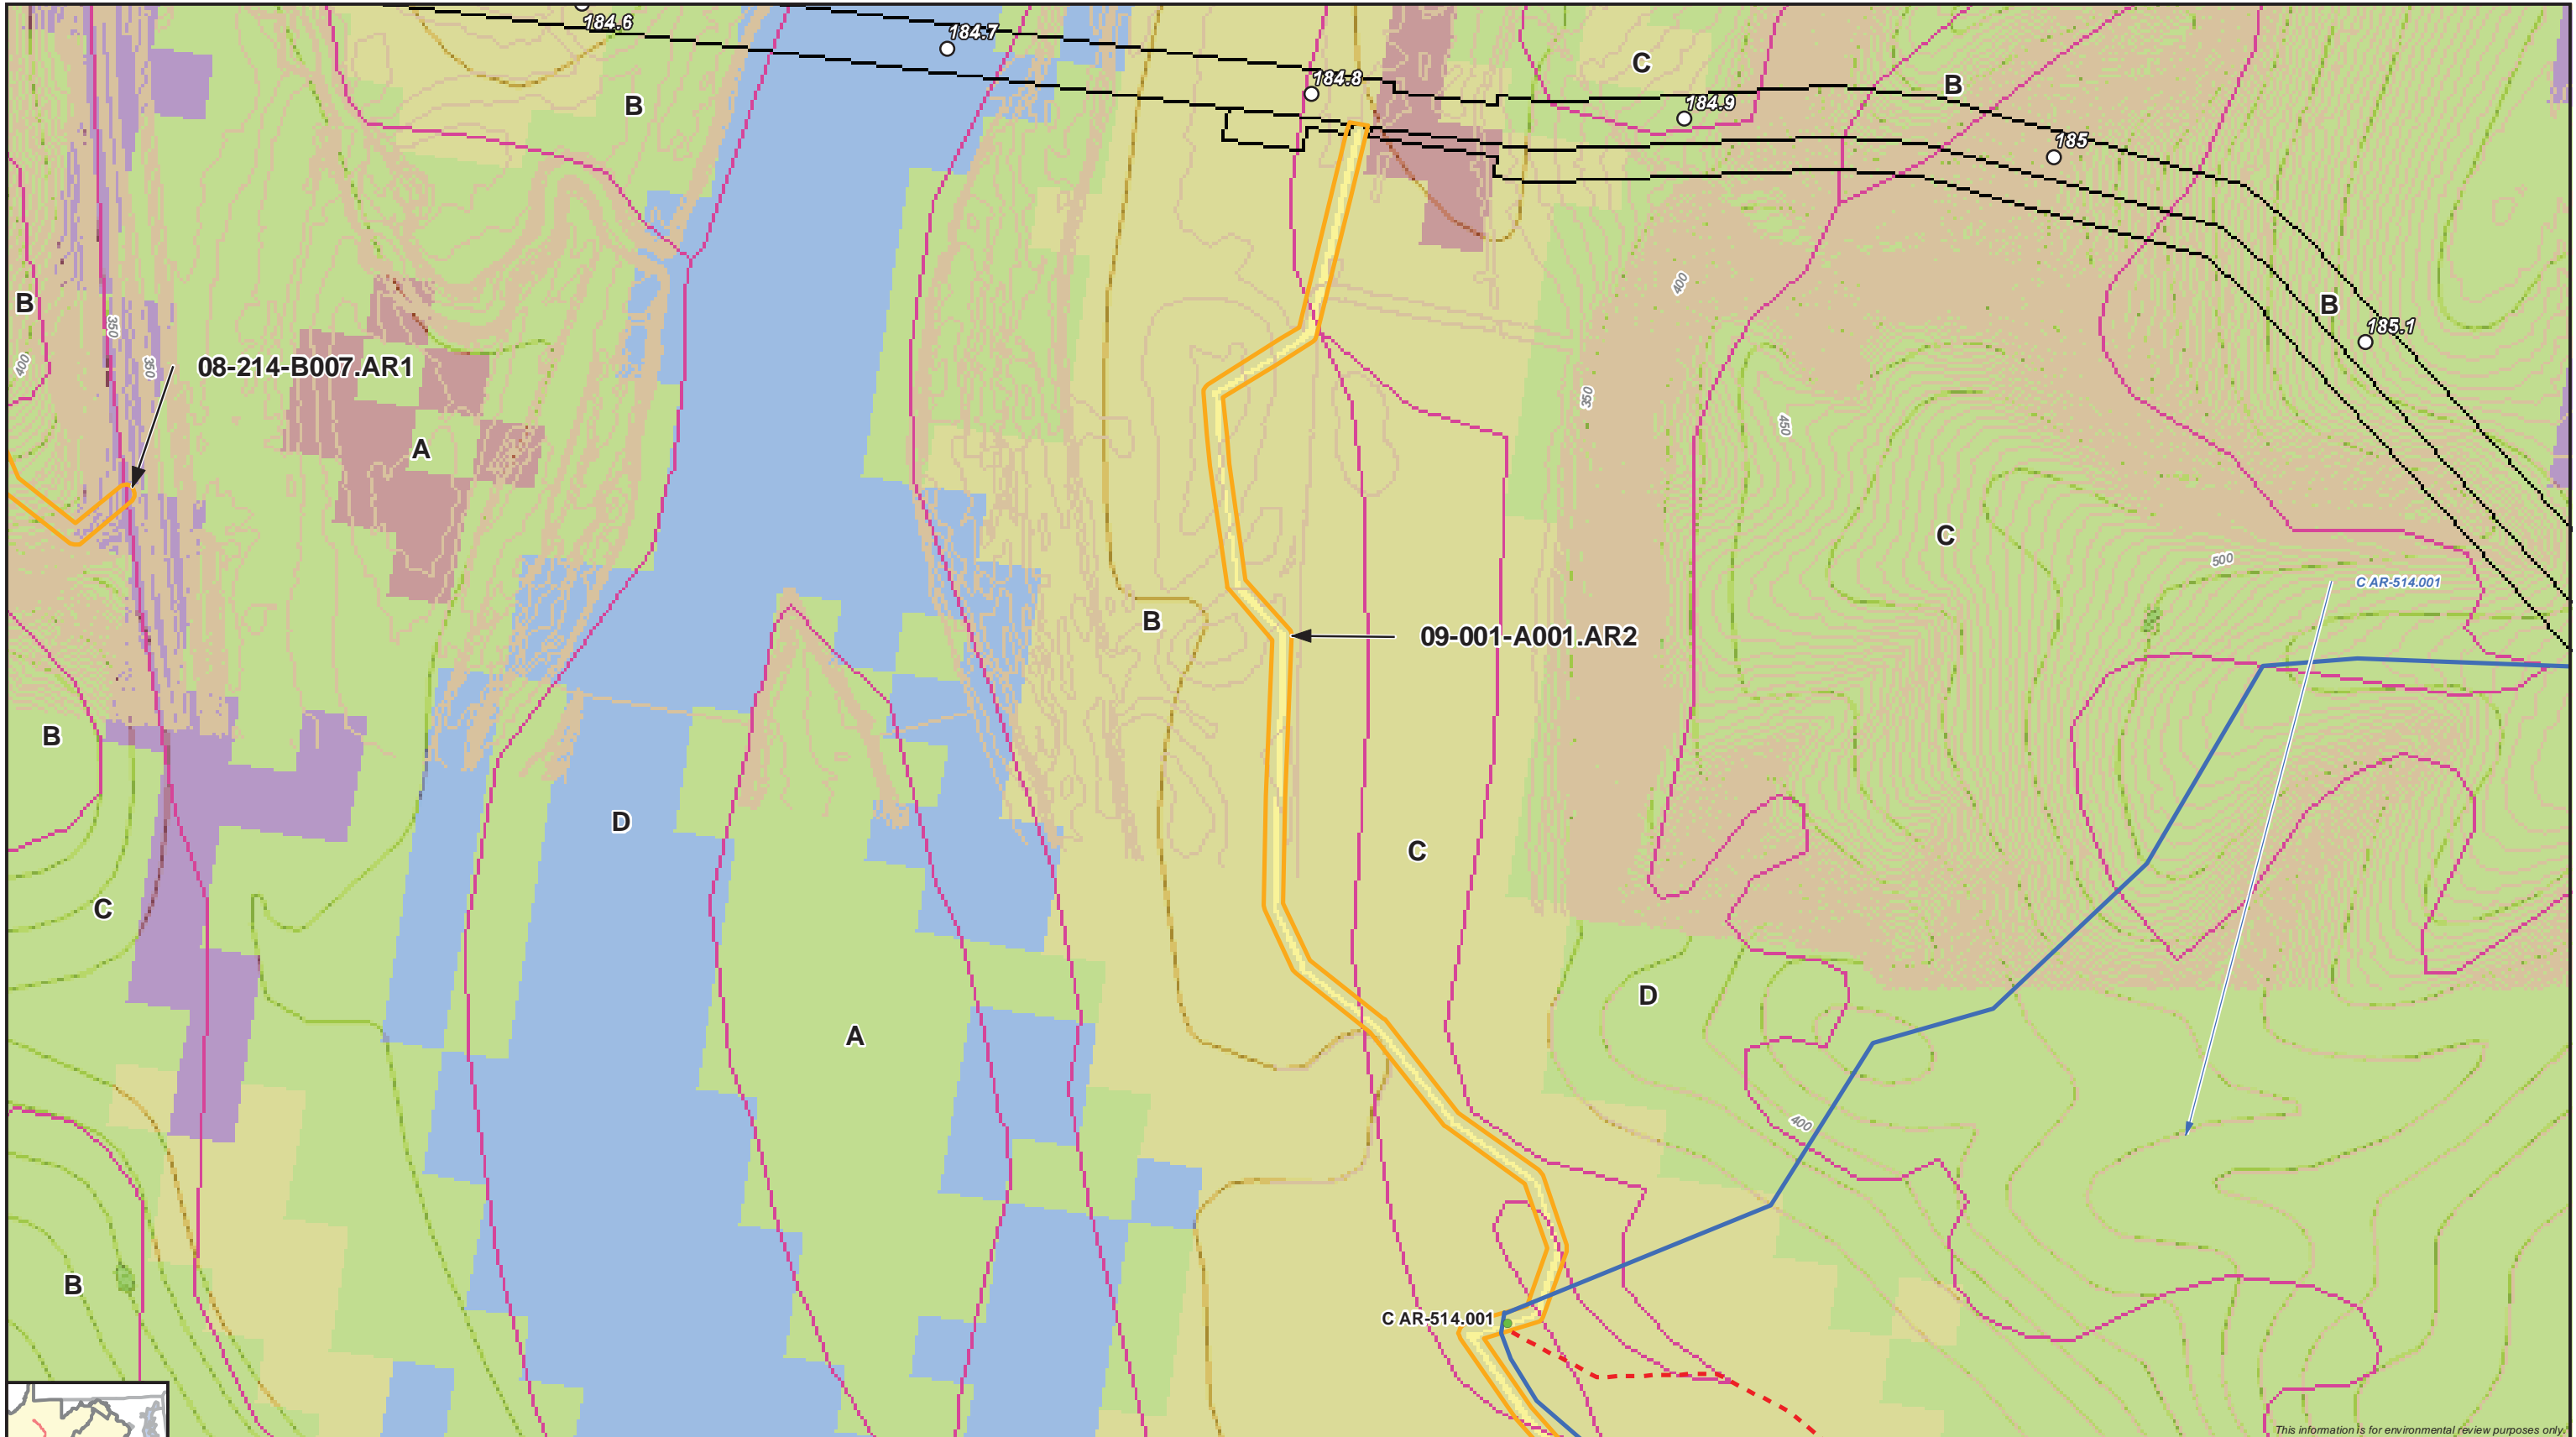 184.6
184.7
184.8
184.9
185
185.1
C
B
B
B
B
400
350
350
08-214-B007.AR1
A
400
350
450
C
500
C AR-514.001
B
09-001-A001.AR2
B
D
C
C
D
A
400
B
C AR-514.001
This information is for environmental review purposes only.